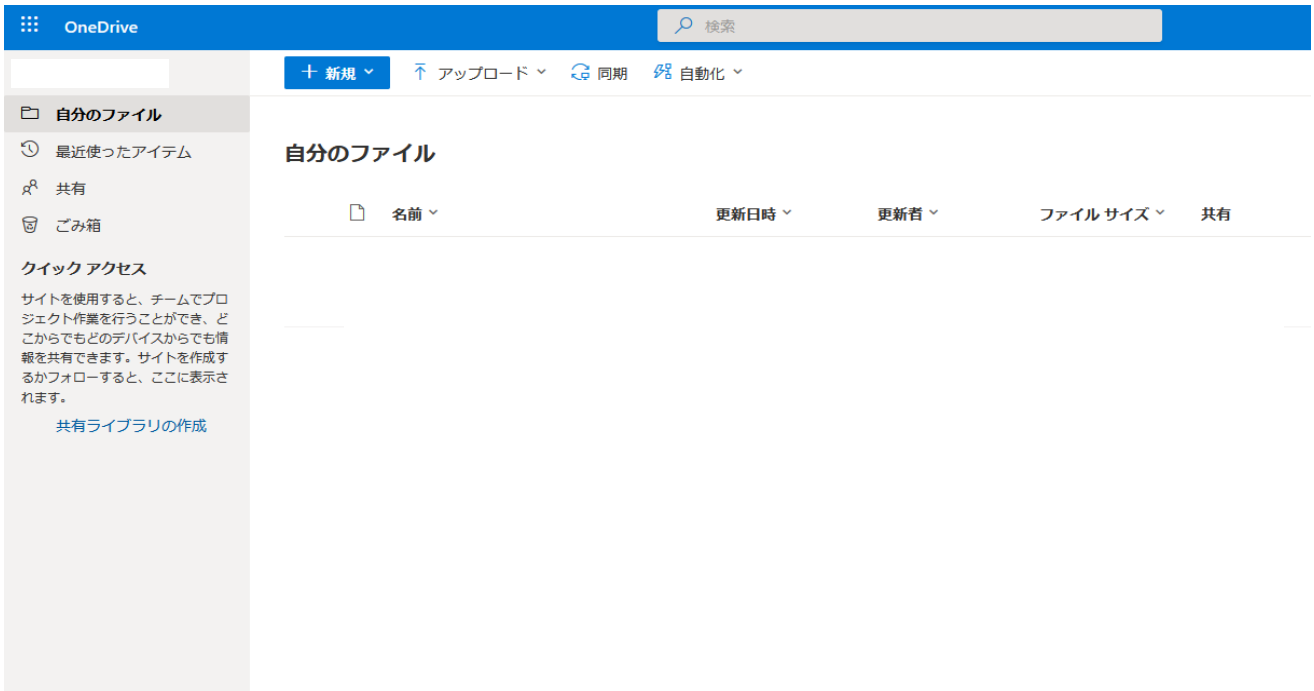 OneDrive
検索
新規
アップロード
同期
自動化
自分のファイル
最近使ったアイテム
共有
ごみ箱
クイック アクセス
サイトを使用すると、チームでプロ
ジェクト作業を行うことができ、ど
こからでもどのデバイスからでも情
報を共有できます。サイトを作成す
るかフォローすると、ここに表示さ
れます。
共有ライブラリの作成
自分のファイル
名前
更新日時
更新者
ファイル サイズ
共有